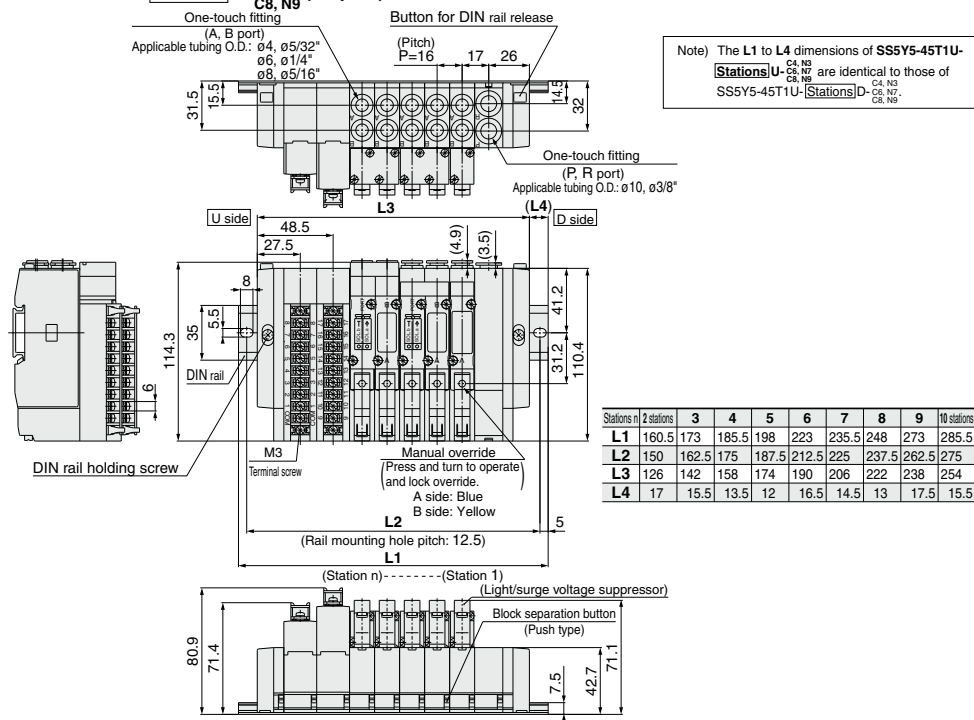 C8, N9
One-touch fitting
(A, B port)
Applicable tubing O.D.: ø4, ø5/32"
ø6, ø1/4"
ø8, ø5/16"
Button for DIN rail release
(Pitch)
P=16
17
26
31.5
15.5
14.5
32
Note) The L1 to L4 dimensions of SS5Y5-45T1U-
Stations U- C4, N3 C6, N7 C8, N9 are identical to those of
SS5Y5-45T1U- Stations D- C4, N3 C6, N7 C8, N9.
One-touch fitting
(P, R port)
Applicable tubing O.D.: ø10, ø3/8"
U side
L3
(L4)
D side
48.5
27.5
(4.9)
(3.5)
8
5.5
35
114.3
41.2
31.2
110.4
DIN rail
6
DIN rail holding screw
M3
Terminal screw
Manual override
(Press and turn to operate
and lock override.)
A side: Blue
B side: Yellow
L2
5
(Rail mounting hole pitch: 12.5)
L1
Stations n 2 stations 3 4 5 6 7 8 9 10 stations
L1 160.5 173 185.5 198 223 235.5 248 273 285.5
L2 150 162.5 175 187.5 212.5 225 237.5 262.5 275
L3 126 142 158 174 190 206 222 238 254
L4 17 15.5 13.5 12 16.5 14.5 13 17.5 15.5
(Station n)--------(Station 1)
(Light/surge voltage suppressor)
Block separation button
(Push type)
80.9
71.4
7.5
42.7
71.1